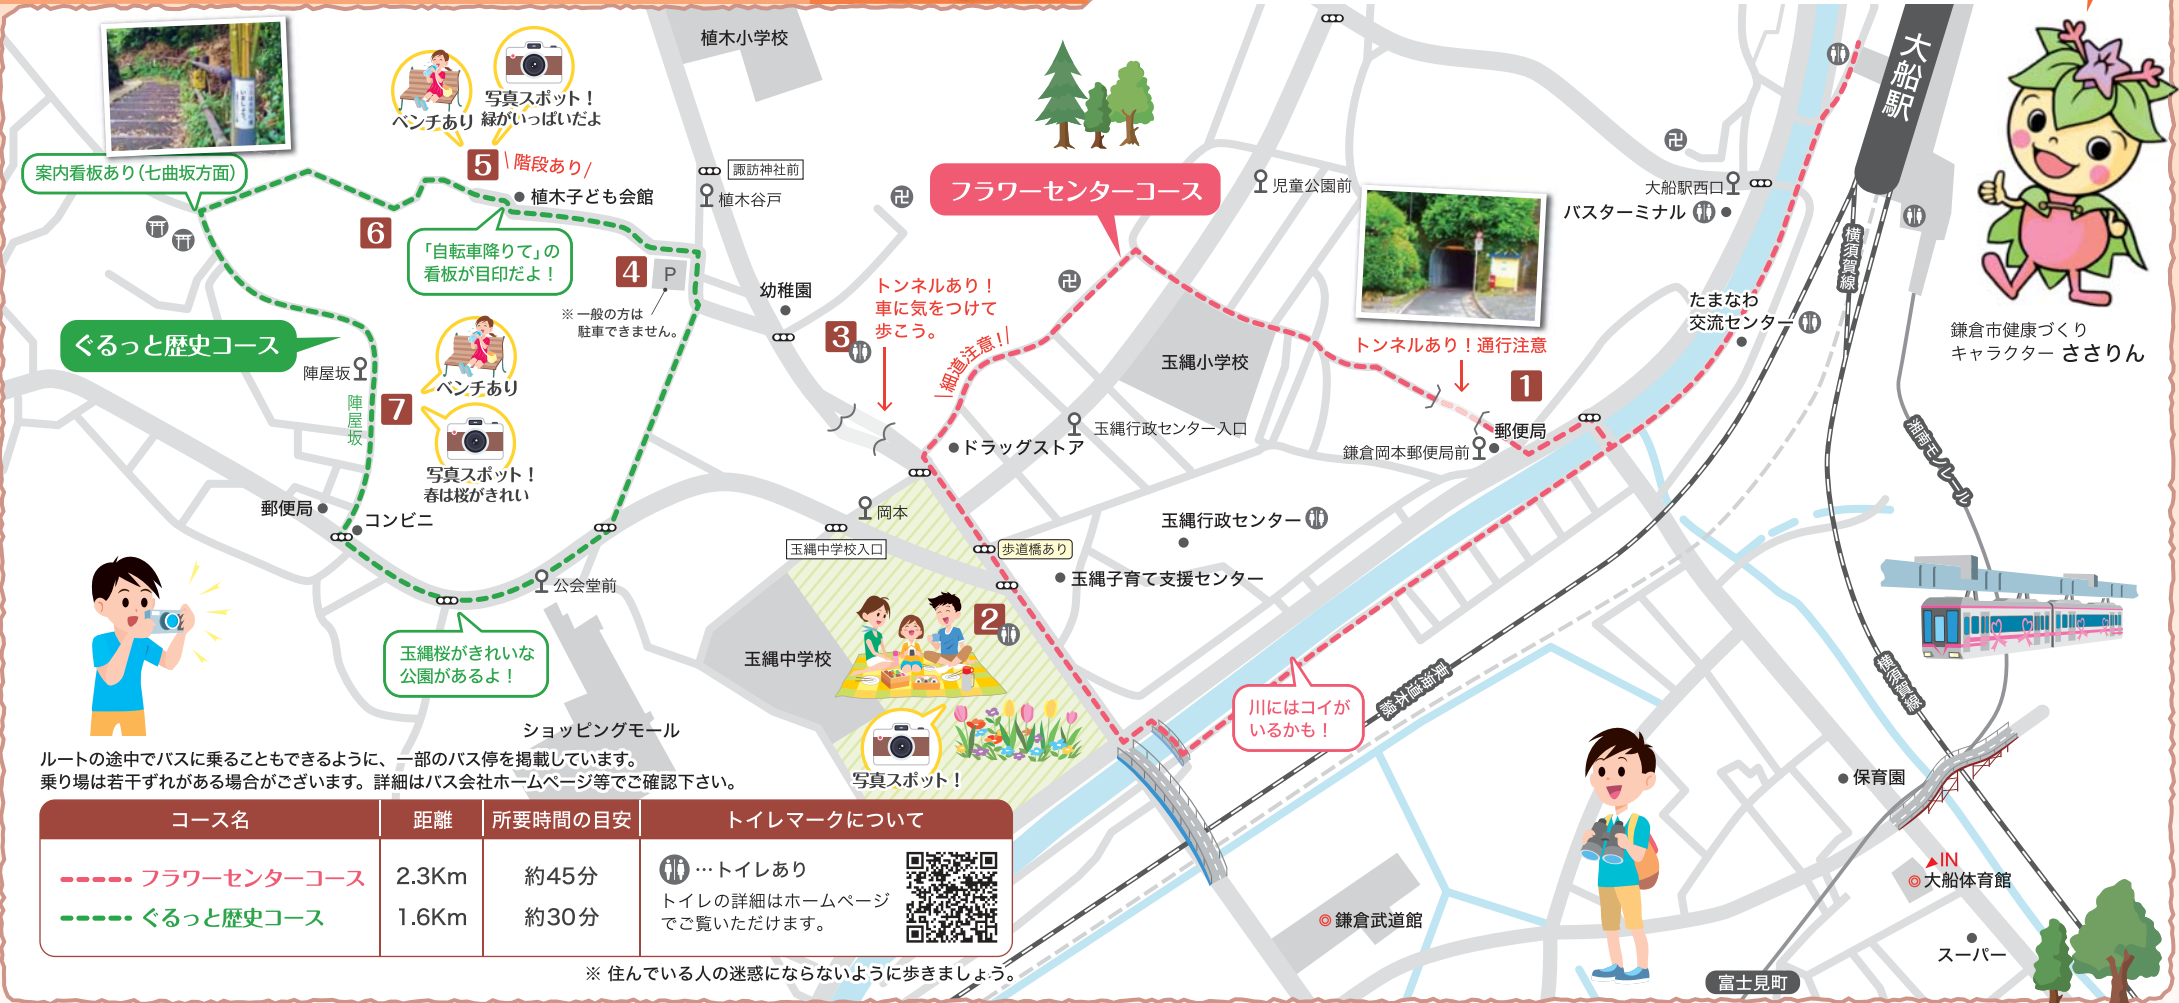 植木小学校
大船駅
写真スポット！
緑がいっぱいだよ
ベンチあり
案内看板あり（七曲坂方面）
5
階段あり
植木子ども会館
諏訪神社前
植木谷戸
フラワーセンターコース
児童公園前
大船駅西口
バスターミナル
横須賀線
6
「自転車降りて」の
看板が目印だよ！
4
P
※ 一般の方は
駐車できません。
幼稚園
トンネルあり！
車に気をつけて
歩こう。
3
細道注意！
玉縄小学校
トンネルあり！通行注意
1
たまなわ
交流センター
鎌倉市健康づくり
キャラクター ささりん
ぐるっと歴史コース
陣屋坂
陣屋坂
7
ベンチあり
写真スポット！
春は桜がきれい
ドラッグストア
玉縄行政センター入口
郵便局
鎌倉岡本郵便局前
湘南モノレール
郵便局
コンビニ
岡本
玉縄中学校入口
歩道橋あり
玉縄行政センター
玉縄子育て支援センター
公会堂前
2
玉縄桜がきれいな
公園があるよ！
玉縄中学校
東海道本線
横須賀線
川にはコイが
いるかも！
ショッピングモール
写真スポット！
保育園
IN
大船体育館
鎌倉武道館
スーパー
富士見町
ルートの途中でバスに乗ることもできるように、一部のバス停を掲載しています。
乗り場は若干ずれがある場合がございます。詳細はバス会社ホームページ等でご確認下さい。
コース名 距離 所要時間の目安 トイレマークについて
フラワーセンターコース 2.3Km 約45分
ぐるっと歴史コース 1.6Km 約30分
…トイレあり
トイレの詳細はホームページ
でご覧いただけます。
※ 住んでいる人の迷惑にならないように歩きましょう。